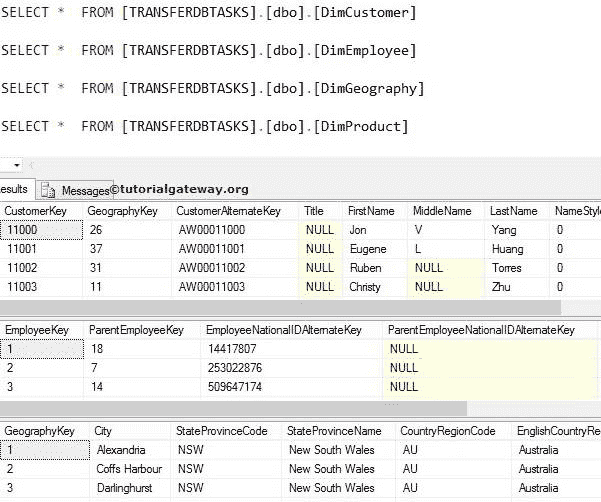 SELECT * FROM [TRANSFERDBTASKS].[dbo].[DimCustomer]
SELECT * FROM [TRANSFERDBTASKS].[dbo].[DimEmployee]
SELECT * FROM [TRANSFERDBTASKS].[dbo].[DimGeography]
SELECT * FROM [TRANSFERDBTASKS].[dbo].[DimProduct]
esults Messages ©tutorialgateway.org
CustomerKey GeographyKey CustomerAlternateKey Title FirstName MiddleName LastName NameStyle
11000 26 AW00011000 NULL Jon V Yang 0
11001 37 AW00011001 NULL Eugene L Huang 0
11002 31 AW00011002 NULL Ruben NULL Torres 0
11003 11 AW00011003 NULL Christy NULL Zhu 0
EmployeeKey ParentEmployeeKey EmployeeNationalIDAlternateKey ParentEmployeeNationalIDAlternateKey
1 18 14417807 NULL
2 7 253022876 NULL
3 14 509647174 NULL
GeographyKey City StateProvinceCode StateProvinceName CountryRegionCode EnglishCountryRe
1 Alexandria NSW New South Wales AU Australia
2 Coffs Harbour NSW New South Wales AU Australia
3 Darlinghurst NSW New South Wales AU Australia